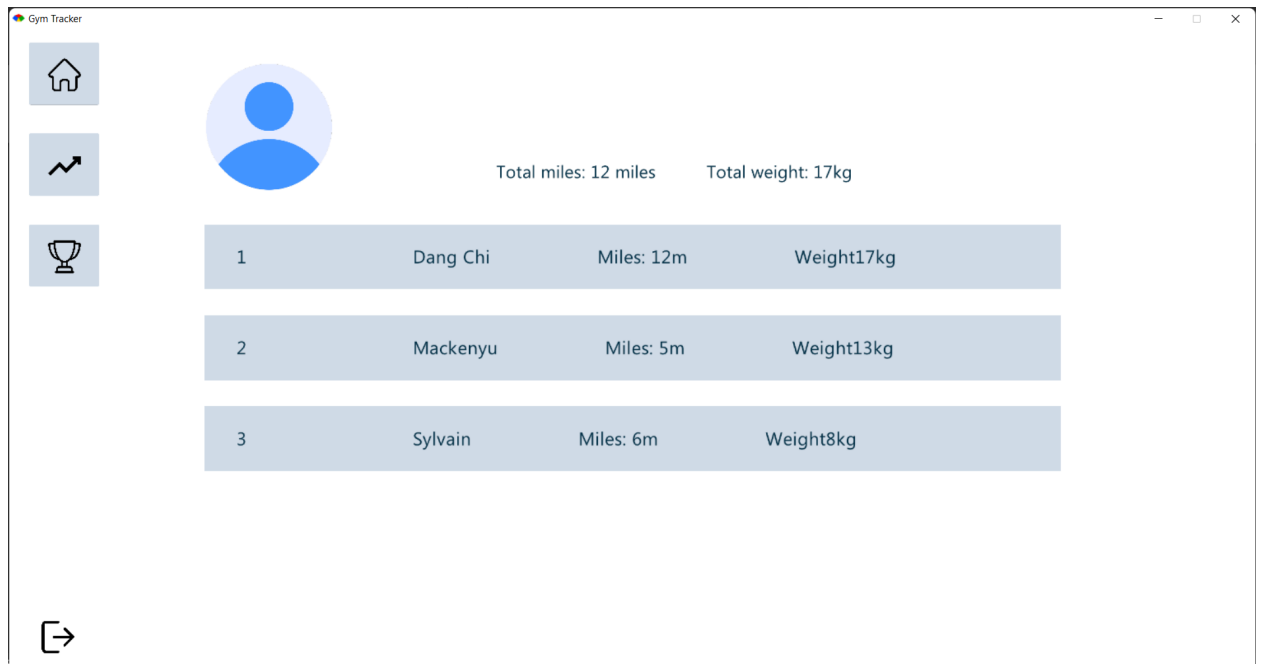 Gym Tracker
Total miles: 12 miles Total weight: 17kg
1 Dang Chi Miles: 12m Weight17kg
2 Mackenyu Miles: 5m Weight13kg
3 Sylvain Miles: 6m Weight8kg